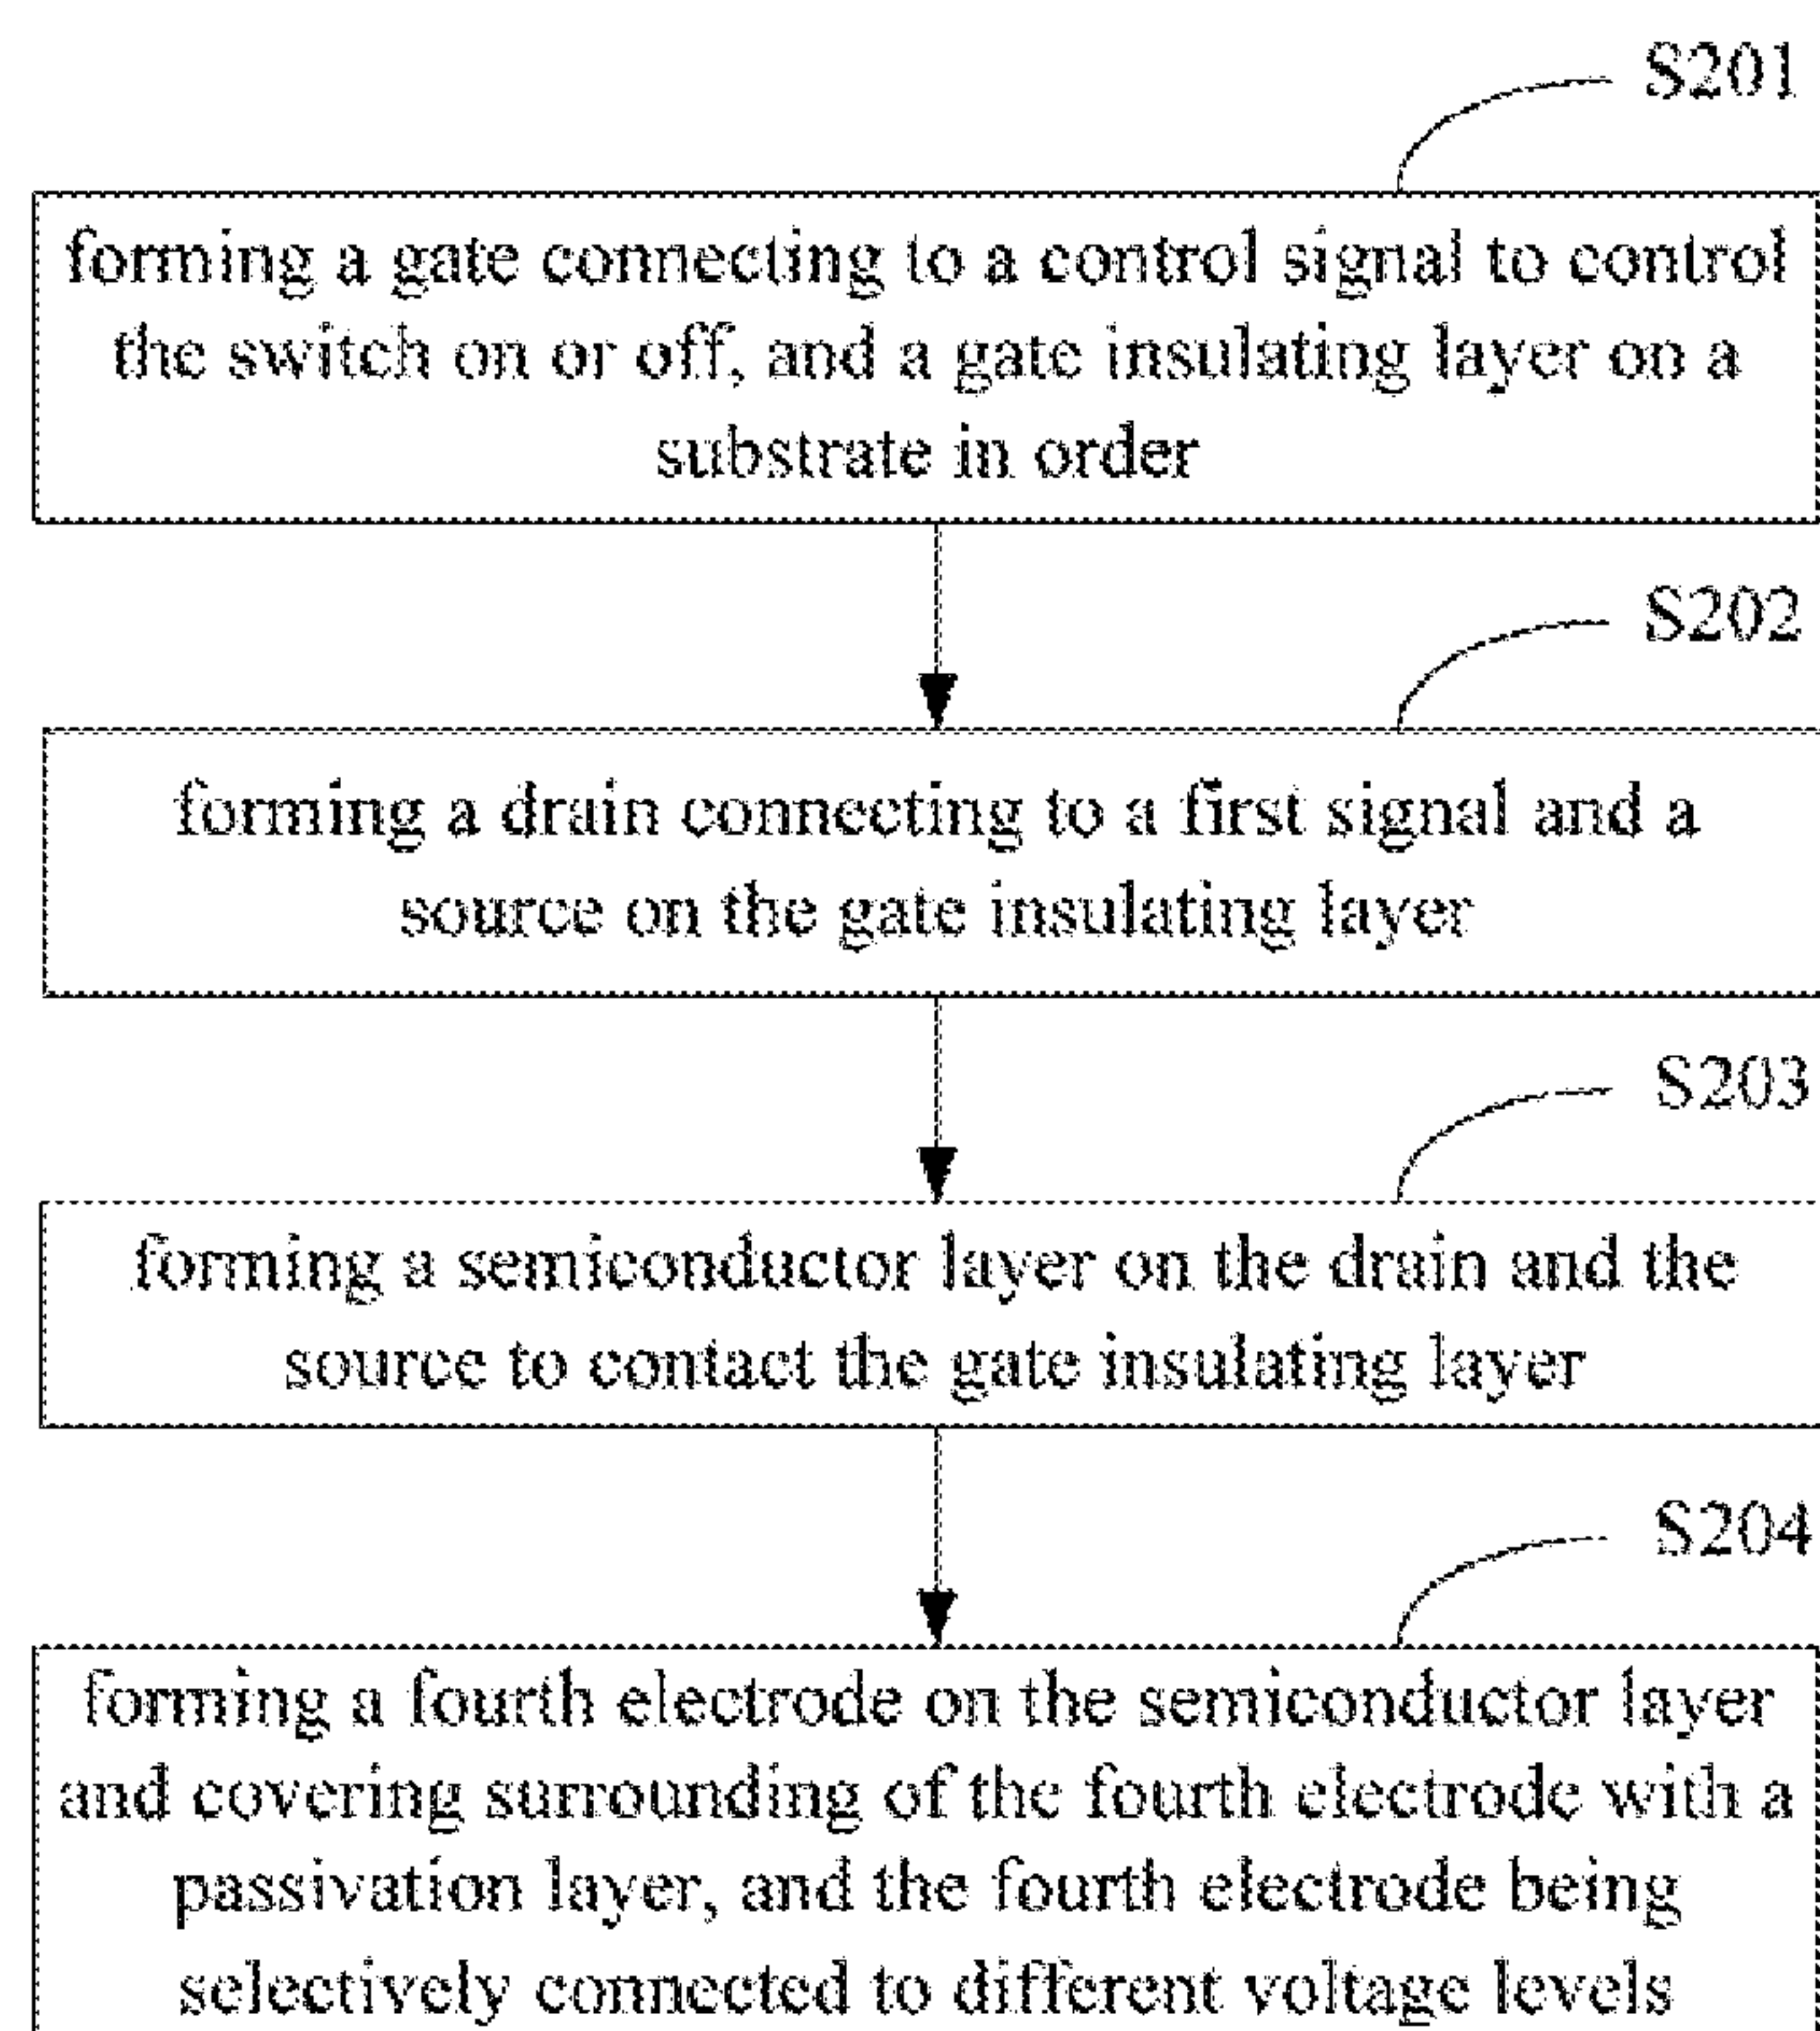 S201
forming a gate connecting to a control signal to control
the switch on or off, and a gate insulating layer on a
substrate in order
S202
forming a drain connecting to a first signal and a
source on the gate insulating layer
S203
forming a semiconductor layer on the drain and the
source to contact the gate insulating layer
S204
forming a fourth electrode on the semiconductor layer
and covering surrounding of the fourth electrode with a
passivation layer, and the fourth electrode being
selectively connected to different voltage levels